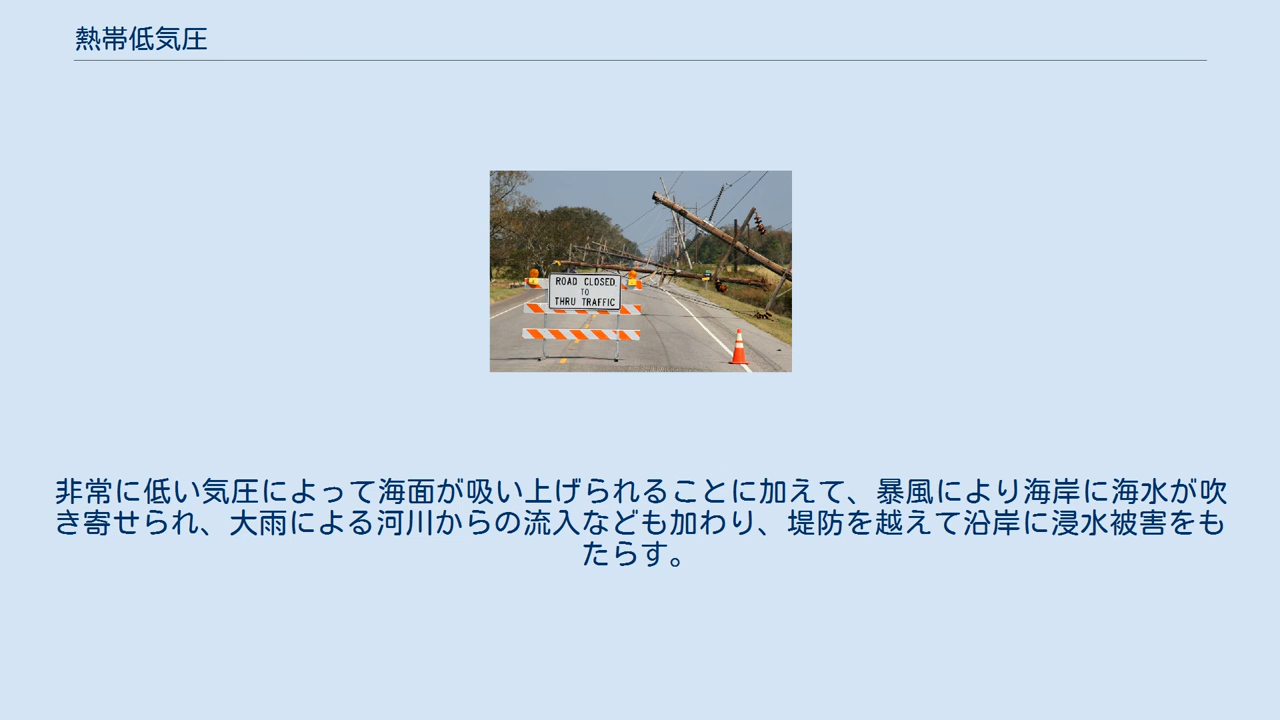 熱帯低気圧
ROAD CLOSED
TO
THRU TRAFFIC
非常に低い気圧によって海面が吸い上げられることに加えて、暴風により海岸に海水が吹
き寄せられ、大雨による河川からの流入なども加わり、堤防を越えて沿岸に浸水被害をも
たらす。